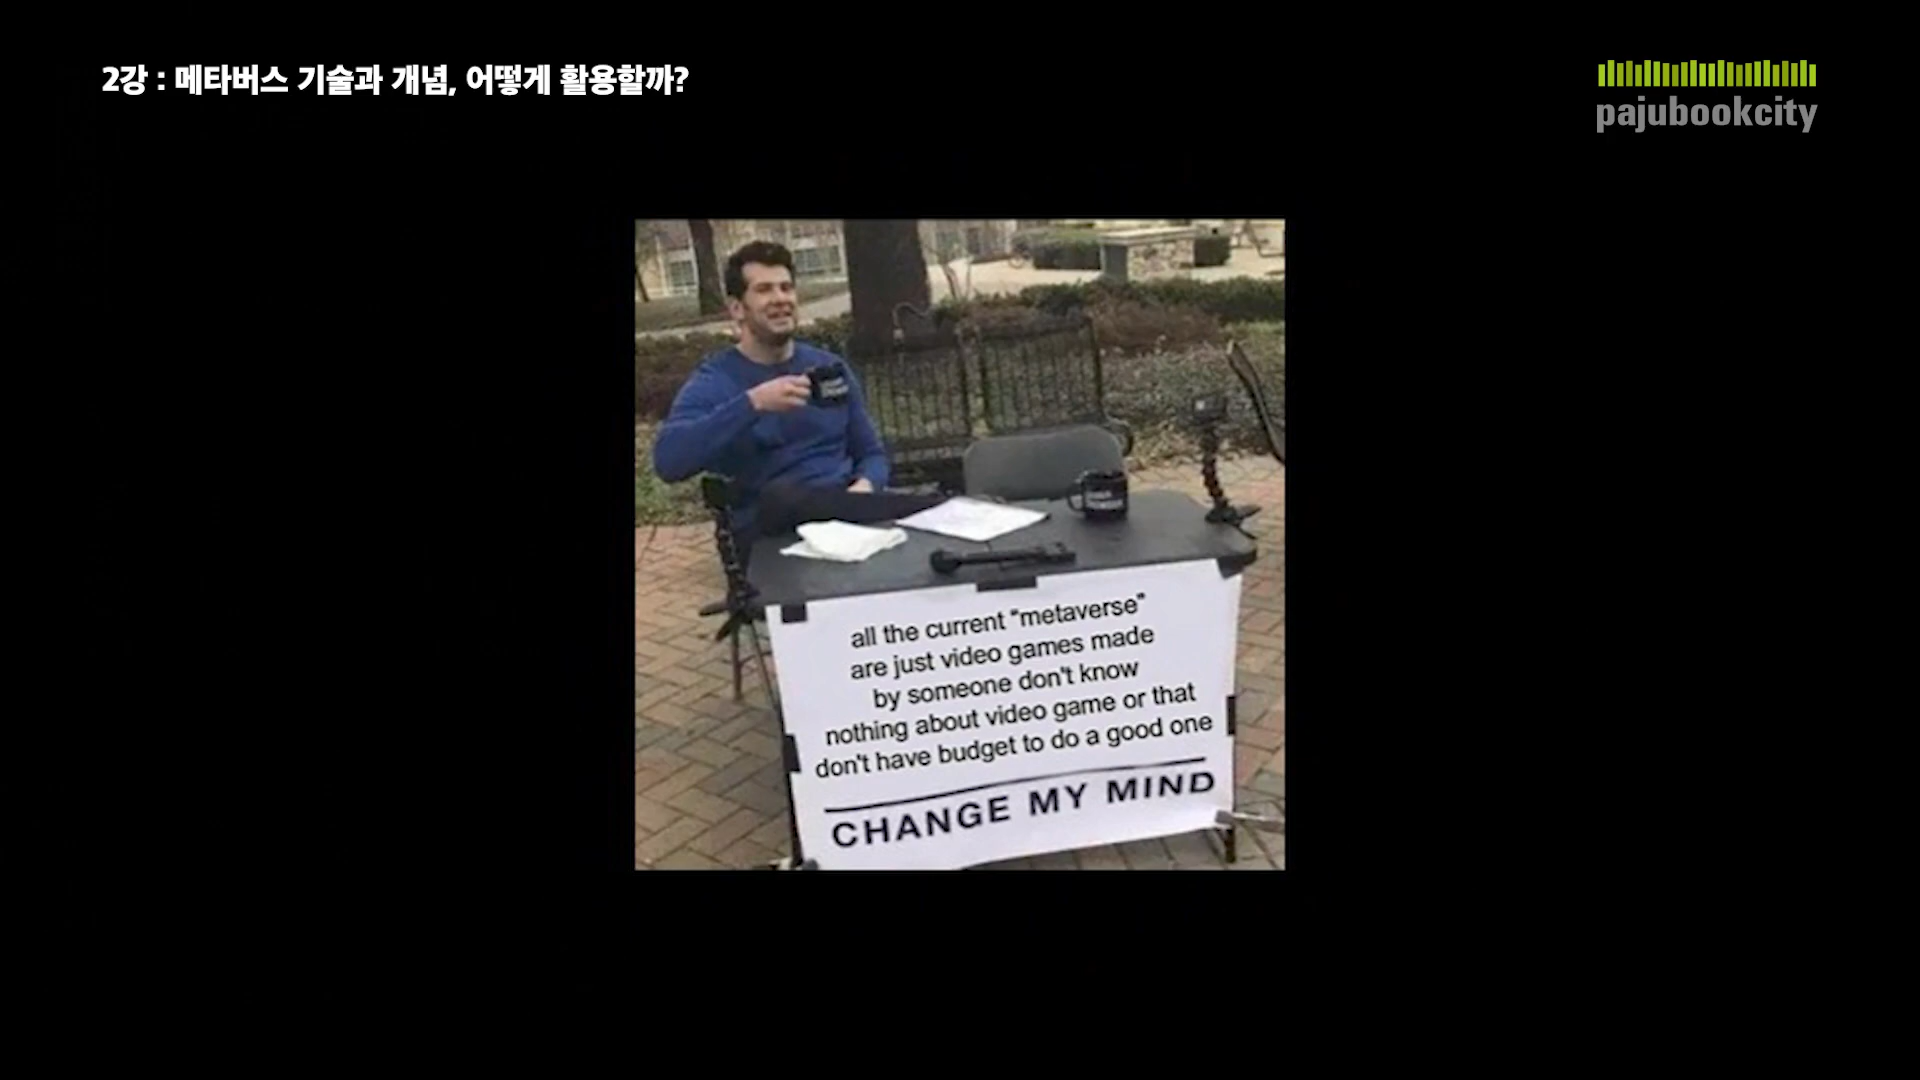 2강 : 메타버스 기술과 개념, 어떻게 활용할까?
pajubookcity
all the current "metaverse"
are just video games made
by someone don't know
nothing about video game or that
don't have budget to do a good one
CHANGE MY MIND